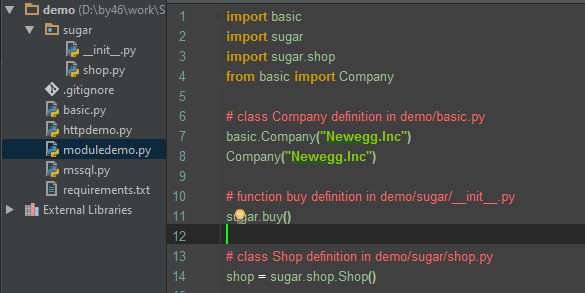 demo (D:\by46\work\S
sugar
__init__.py
shop.py
.gitignore
basic.py
httpdemo.py
moduledemo.py
mssql.py
requirements.txt
External Libraries
1 import basic
2 import sugar
3 import sugar.shop
4 from basic import Company
5
6 # class Company definition in demo/basic.py
7 basic.Company("Newegg.Inc")
8 Company("Newegg.Inc")
9
10 # function buy definition in demo/sugar/__init__.py
11 sugar.buy()
12
13 # class Shop definition in demo/sugar/shop.py
14 shop = sugar.shop.Shop()